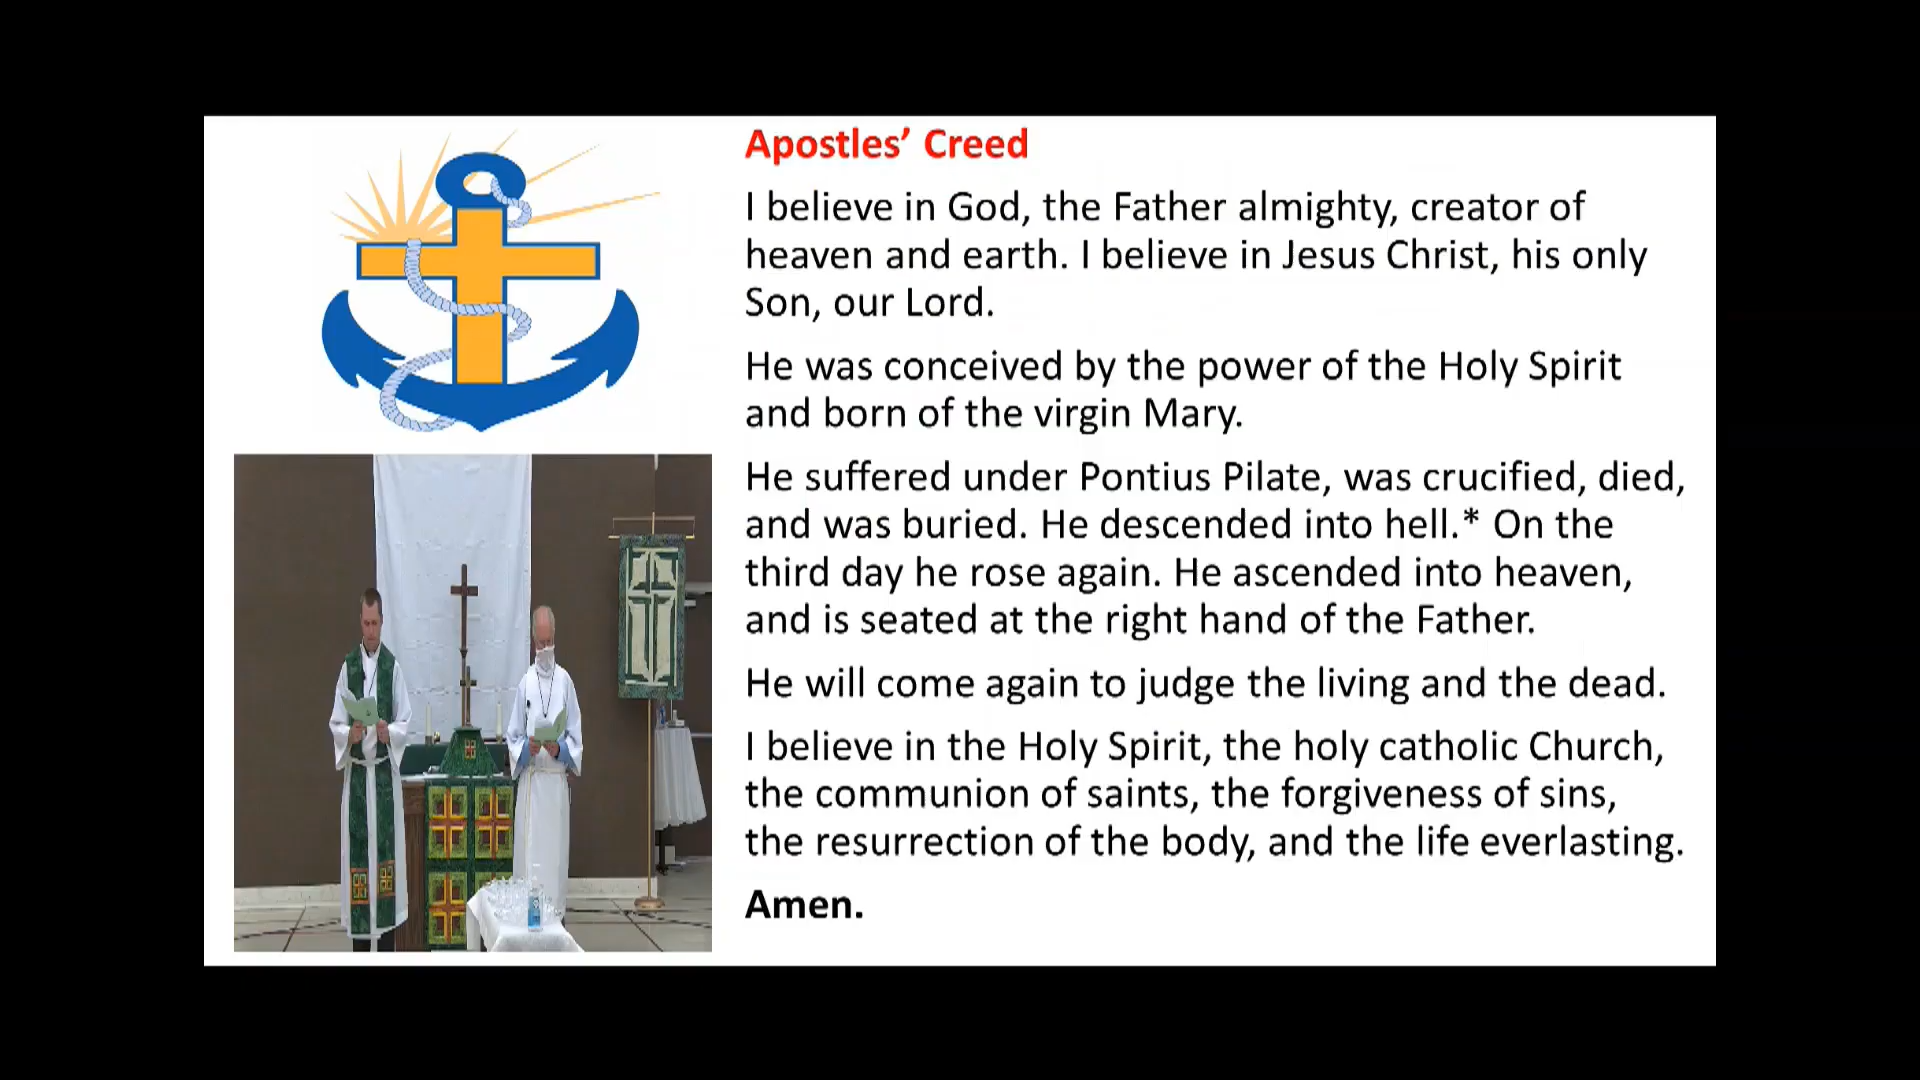 Apostles’ Creed
I believe in God, the Father almighty, creator of
heaven and earth. I believe in Jesus Christ, his only
Son, our Lord.
He was conceived by the power of the Holy Spirit
and born of the virgin Mary.
He suffered under Pontius Pilate, was crucified, died,
and was buried. He descended into hell.* On the
third day he rose again. He ascended into heaven,
and is seated at the right hand of the Father.
He will come again to judge the living and the dead.
I believe in the Holy Spirit, the holy catholic Church,
the communion of saints, the forgiveness of sins,
the resurrection of the body, and the life everlasting.
Amen.